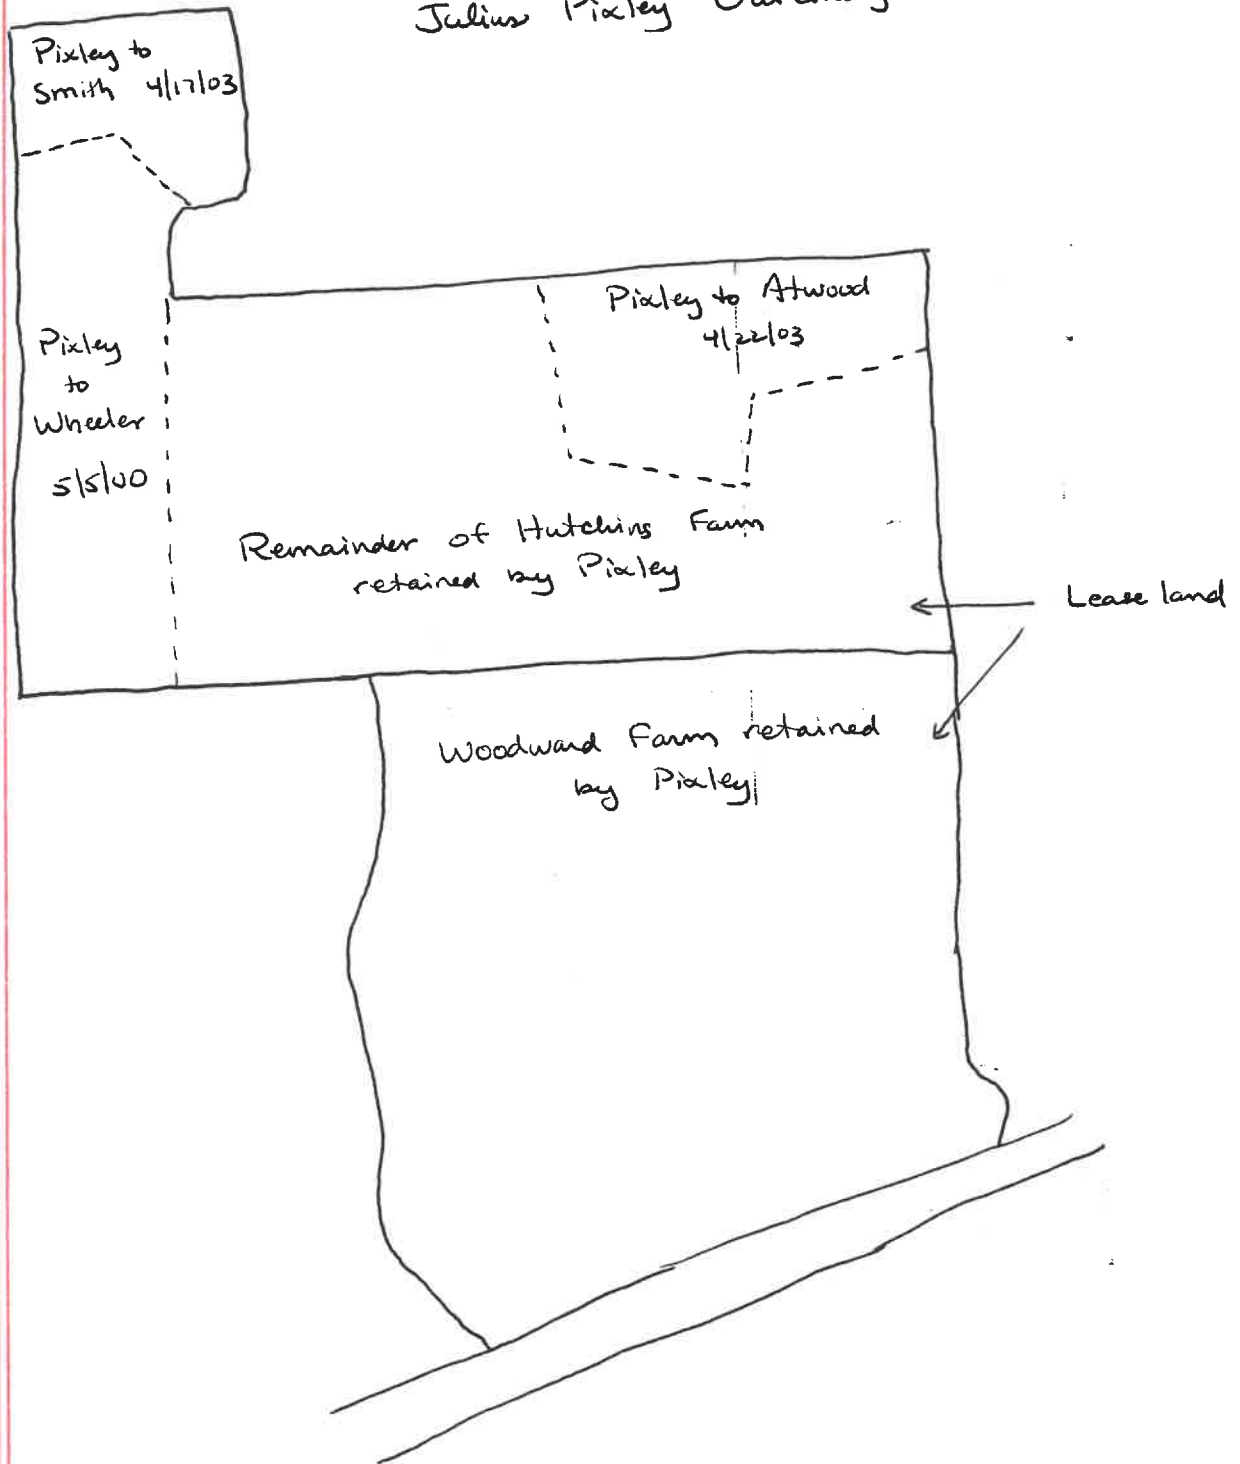 Julius Pixley
Pixley to
Smith 4/17/03
Pixley to Atwood
4/22/03
Pixley
to
Wheeler
5/5/00
Remainder of Hutchins Farm
retained by Pixley
Lease land
Woodward Farm retained
by Pixley